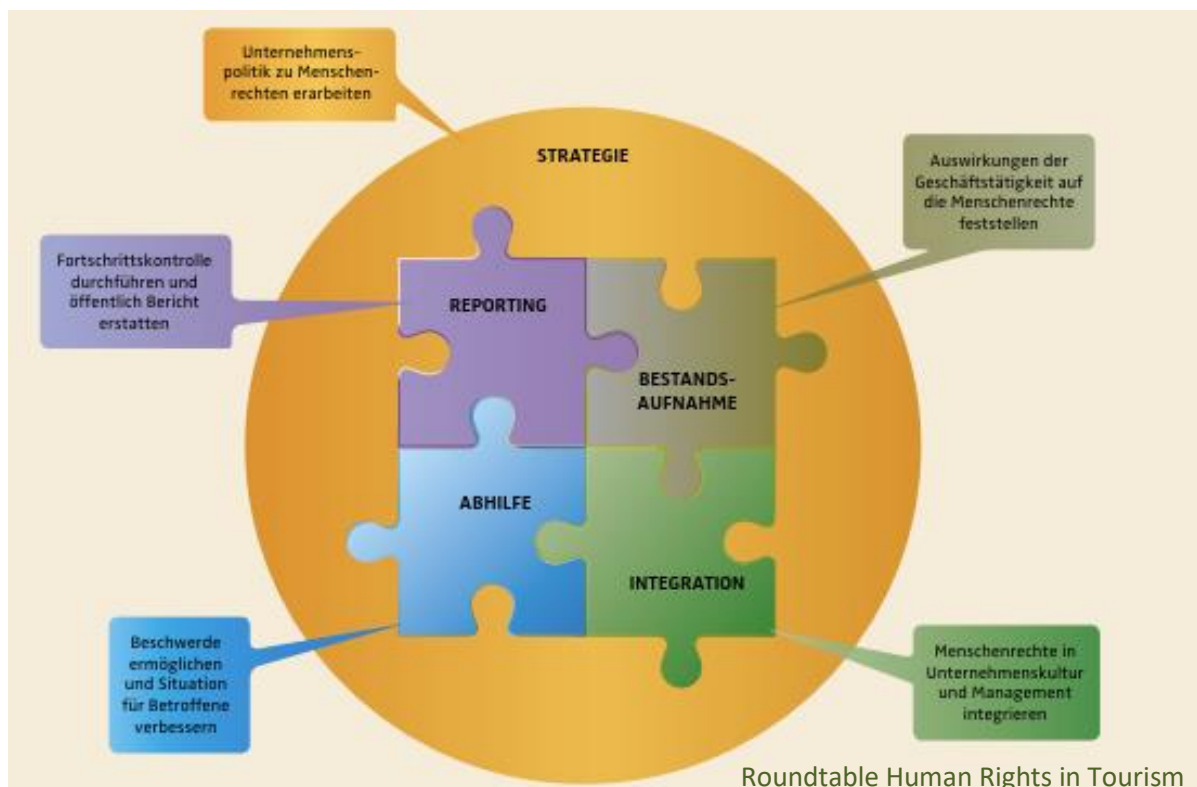 Unternehmens-
politik zu Menschen-
rechten erarbeiten
STRATEGIE
Auswirkungen der
Geschäftstätigkeit auf
die Menschenrechte
feststellen
Fortschrittskontrolle
durchführen und
öffentlich Bericht
erstatten
REPORTING
BESTANDS-
AUFNAHME
ABHILFE
INTEGRATION
Beschwerde
ermöglichen
und Situation
für Betroffene
verbessern
Menschenrechte in
Unternehmenskultur
und Management
integrieren
Roundtable Human Rights in Tourism